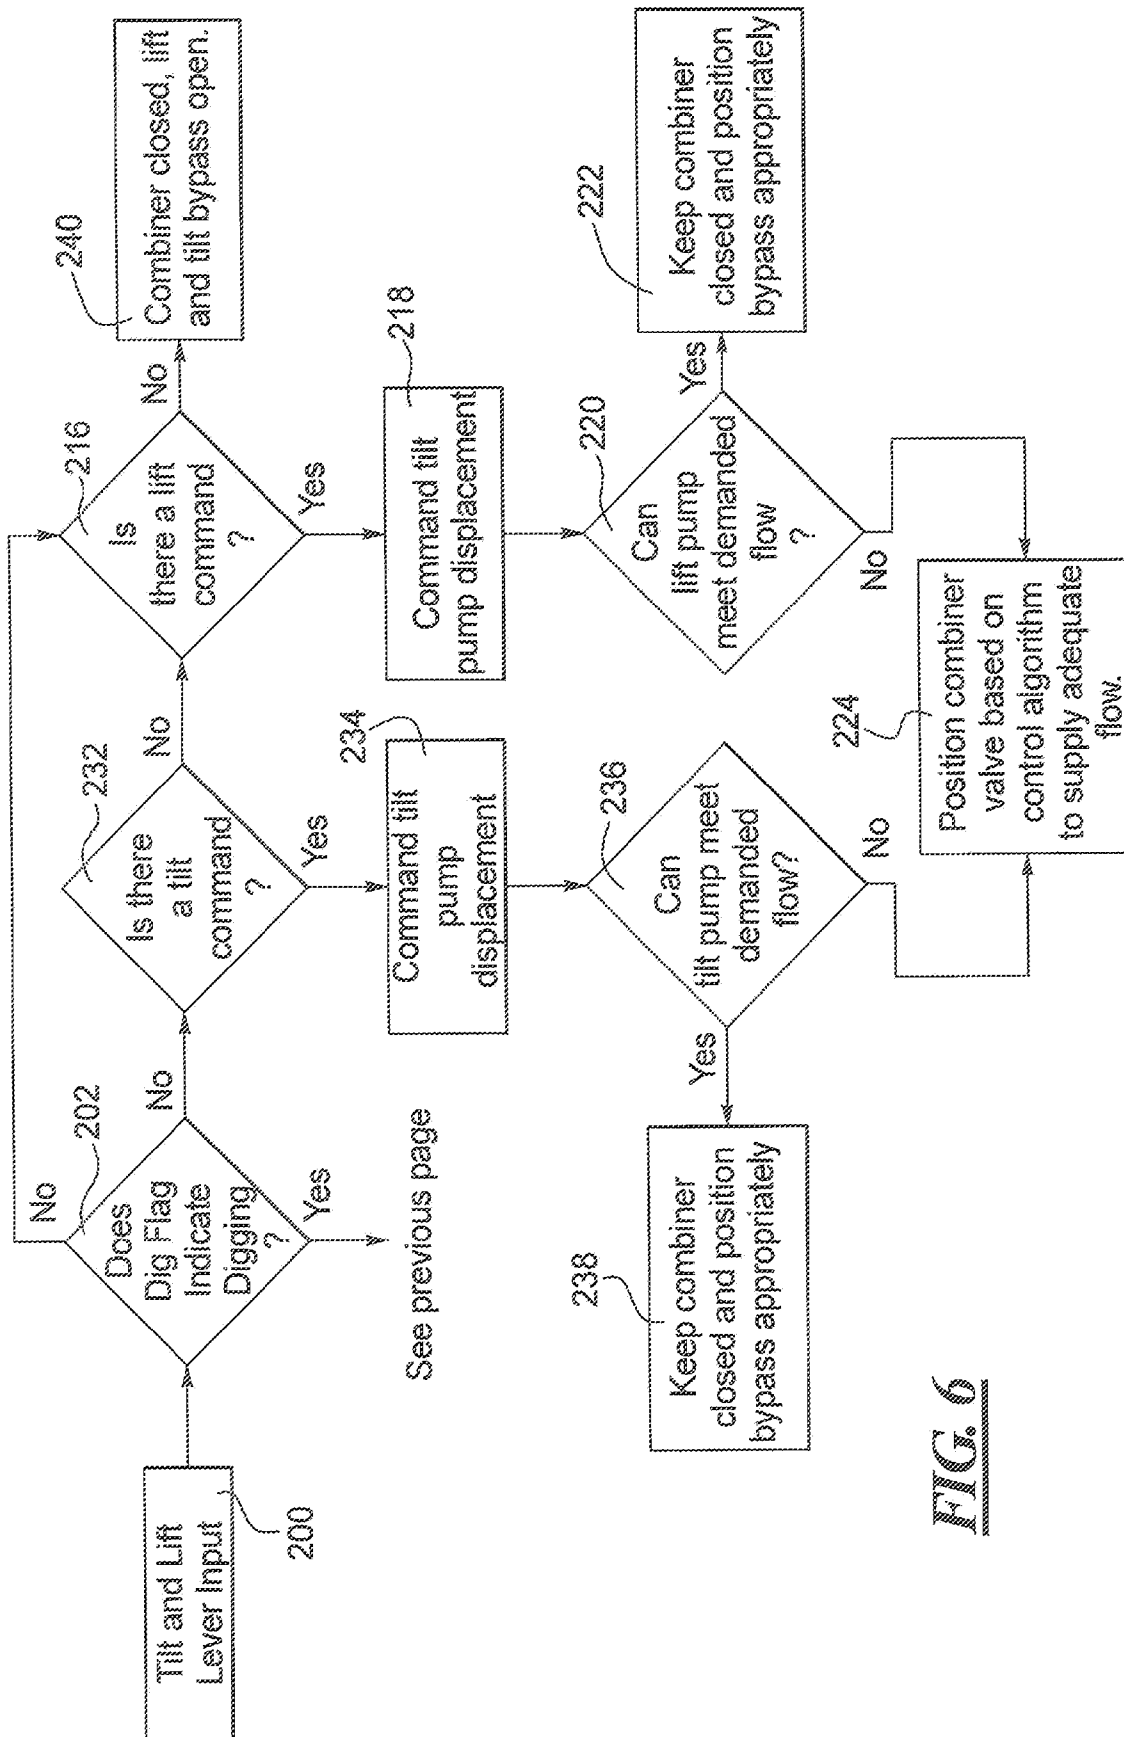 Tilt and Lift
Lever Input
200
Does
Dig Flag
Indicate
Digging
?
202
No
No
Yes
See previous page
Is there
a tilt
command
?
232
No
Yes
Is
there a lift
command
?
216
No
Yes
Combiner closed, lift
and tilt bypass open.
240
Command tilt
pump
displacement
234
Command tilt
pump displacement
218
Can
tilt pump meet
demanded
flow?
236
Yes
No
Can
lift pump
meet demanded
flow
?
220
Yes
No
Keep combiner
closed and position
bypass appropriately
238
Keep combiner
closed and position
bypass appropriately
222
Position combiner
valve based on
control algorithm
to supply adequate
flow.
224
FIG. 6